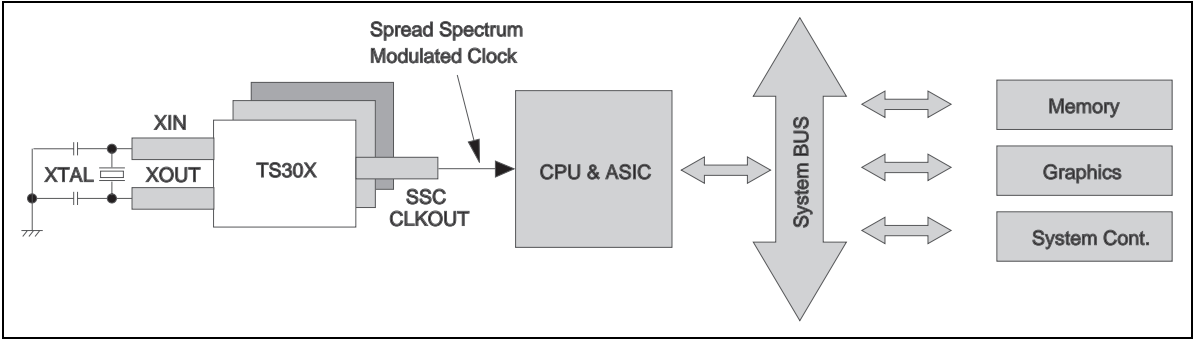 Spread Spectrum
Modulated Clock
XIN
XTAL
XOUT
TS30X
SSC
CLKOUT
CPU & ASIC
System BUS
Memory
Graphics
System Cont.